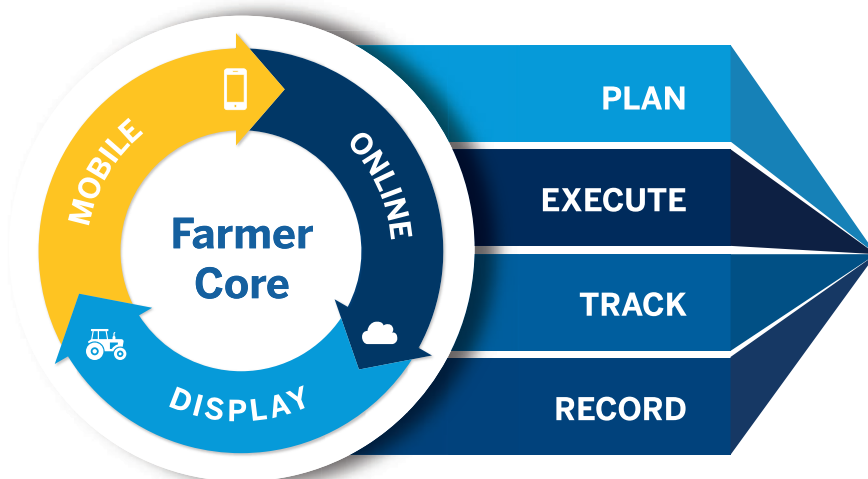 MOBILE
ONLINE
DISPLAY
Farmer
Core
PLAN
EXECUTE
TRACK
RECORD